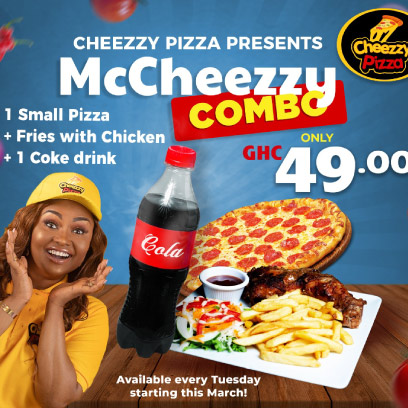 CHEEZZY PIZZA PRESENTS
Cheezzy
Pizza
McCheezzy
COMBO
1 Small Pizza
+ Fries with Chicken
+ 1 Coke drink
ONLY
GHC 49.00
Cola
Available every Tuesday
starting this March!